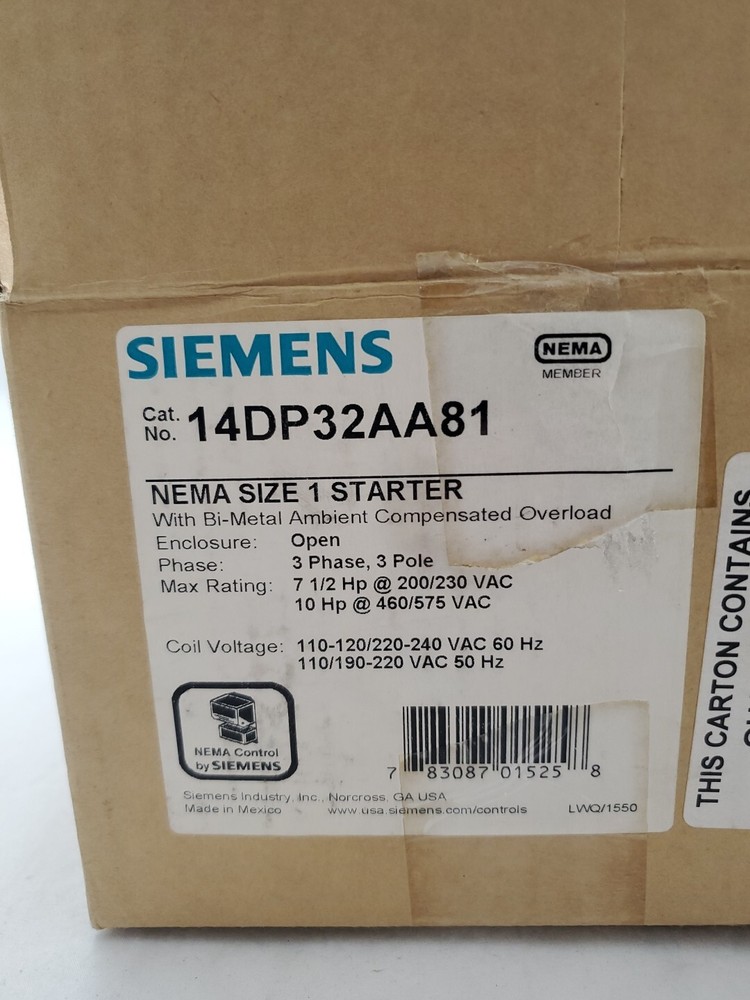 SIEMENS
NEMA
MEMBER
Cat. No. 14DP32AA81
NEMA SIZE 1 STARTER
With Bi-Metal Ambient Compensated Overload
Enclosure: Open
Phase: 3 Phase, 3 Pole
Max Rating: 7 1/2 Hp @ 200/230 VAC
10 Hp @ 460/575 VAC
Coil Voltage: 110-120/220-240 VAC 60 Hz
110/190-220 VAC 50 Hz
NEMA Control
by SIEMENS
7 83087 01525 8
Siemens Industry, Inc., Norcross, GA USA
Made in Mexico www.usa.siemens.com/controls LWQ/1550
THIS CARTON CONTAINS